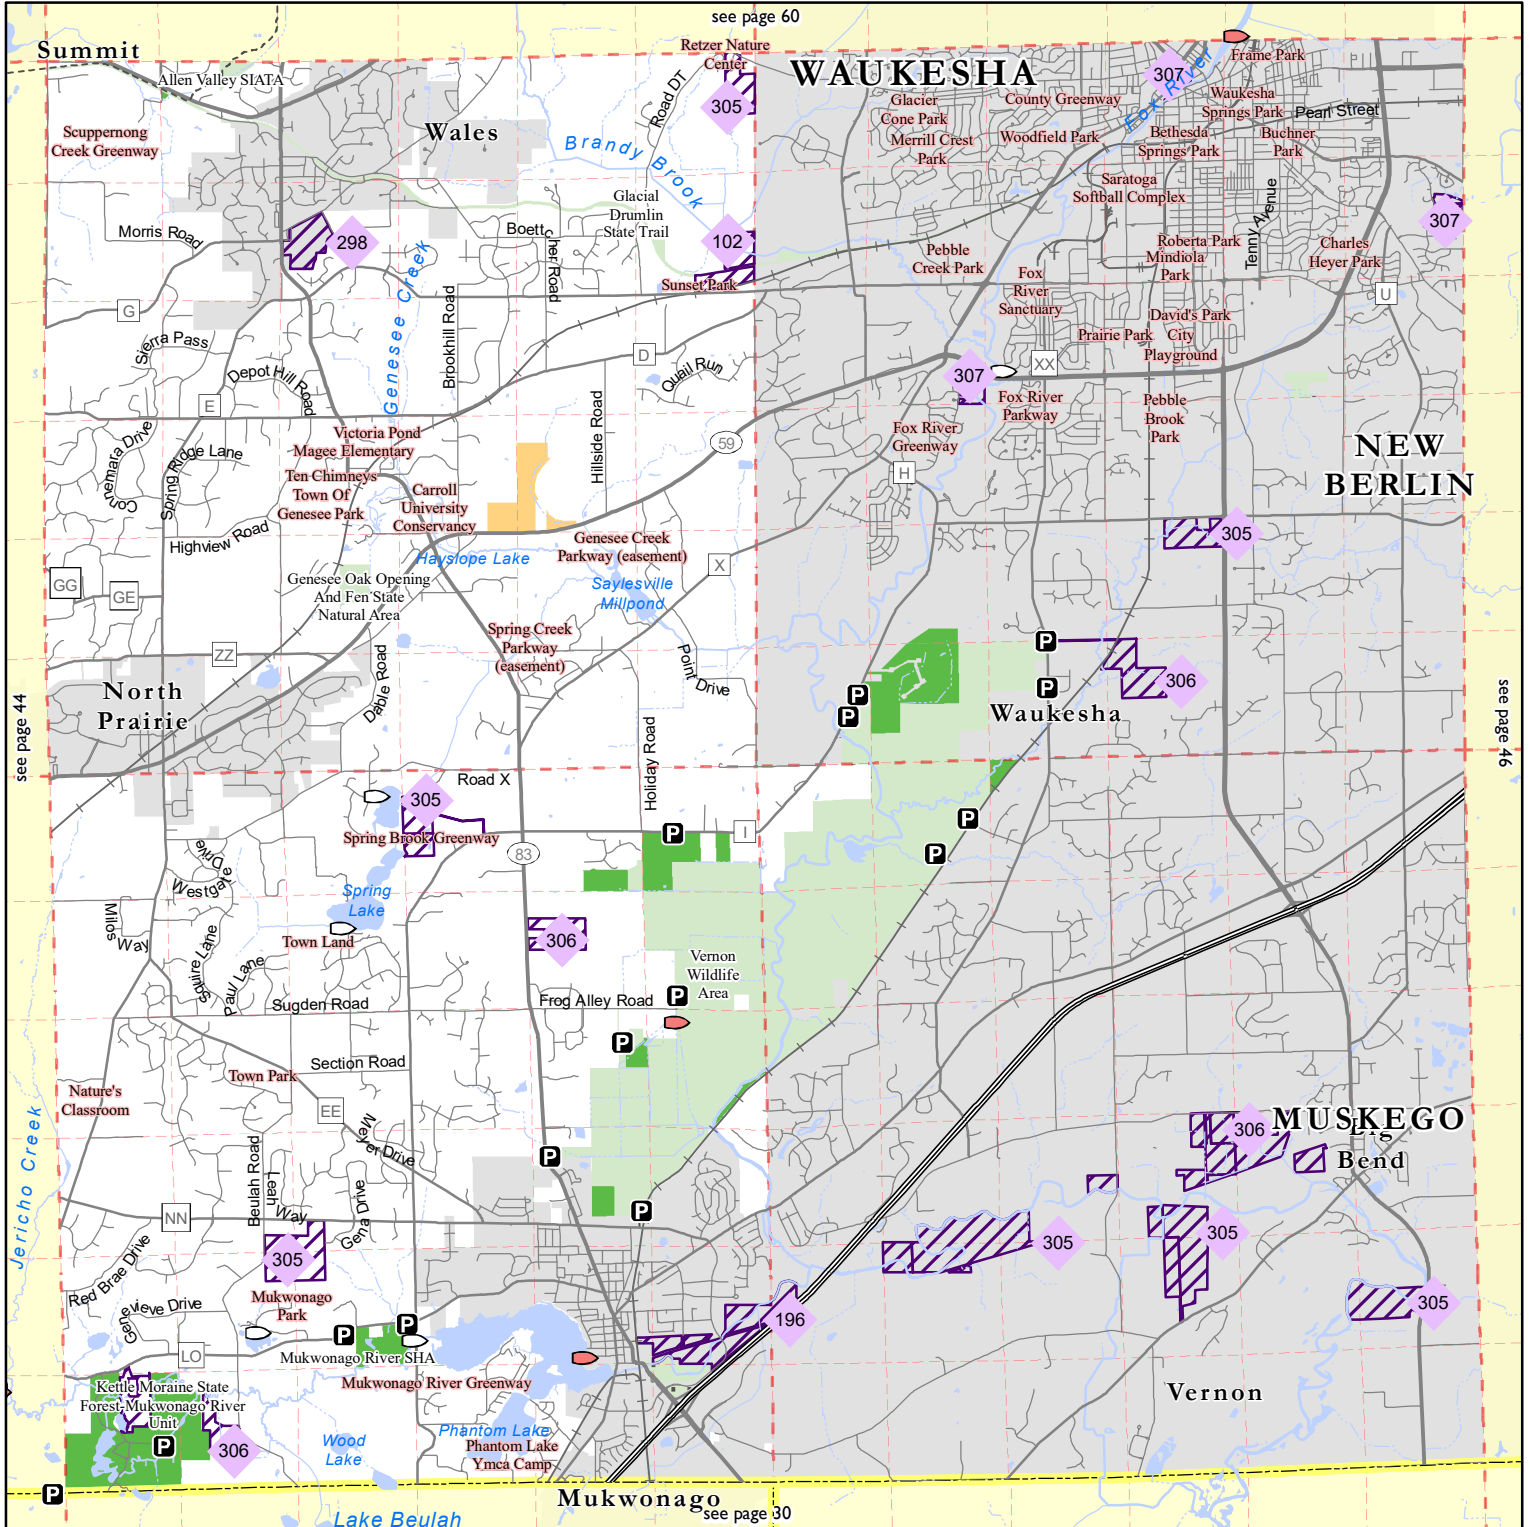 see page 60
Summit
Retzer Nature
Center
WAUKESHA
Frame Park
307
Fox River
Allen Valley SIATA
Road DT
305
Glacier
Cone Park
County Greenway
Waukesha
Springs Park
Pearl Street
Scuppernong
Creek Greenway
Wales
Brandy Brook
Merrill Crest
Park
Woodfield Park
Bethesda
Springs Park
Buchner
Park
Saratoga
Softball Complex
Glacial
Drumlin
State Trail
Tenny Avenue
307
Morris Road
298
Boettcher Road
102
Pebble
Creek Park
Roberta Park
Mindiola
Park
Charles
Heyer Park
Genesee Creek
Sunset Park
Fox
River
Sanctuary
U
G
Brookhill Road
David's Park
City
Playground
Prairie Park
Sierra Pass
D
Quail Run
XX
Depot Hill Road
307
E
Hillside Road
Fox River
Parkway
Pebble
Brook
Park
Connemara Drive
Spring Ridge Lane
Victoria Pond
Magee Elementary
59
Fox River
Greenway
NEW
BERLIN
H
Ten Chimneys
Town Of
Genesee Park
Carroll
University
Conservancy
Highview Road
Genesee Creek
Parkway (easement)
305
Hayslope Lake
X
GG
GE
Genesee Oak Opening
And Fen State
Natural Area
Saylesville
Millpond
Spring Creek
Parkway
(easement)
P
ZZ
Point Drive
306
North
Prairie
Dable Road
P
P
P
Waukesha
see page 44
see page 46
Holiday Road
Road X
305
P
Spring Brook Greenway
P
I
83
P
Drive
Westgate
Spring
Lake
Milos
Way
Squire Lane
Town Land
306
Vernon
Wildlife
Area
Paul Lane
P
Sugden Road
Frog Alley Road
P
Section Road
Town Park
Nature's
Classroom
EE
Jericho Creek
306
MUSKEGO
Big
Bend
Meyer Drive
P
Beulah Road
Leah
Way
Gena Drive
P
NN
305
305
305
Red Brae Drive
Mukwonago
Park
Genevieve Drive
305
196
P
P
LO
Mukwonago River SHA
Mukwonago River Greenway
Kettle Moraine State
Forest-Mukwonago River
Unit
Vernon
P
306
Wood
Lake
Phantom Lake
Phantom Lake
Ymca Camp
P
Mukwonago
see page 30
Lake Beulah